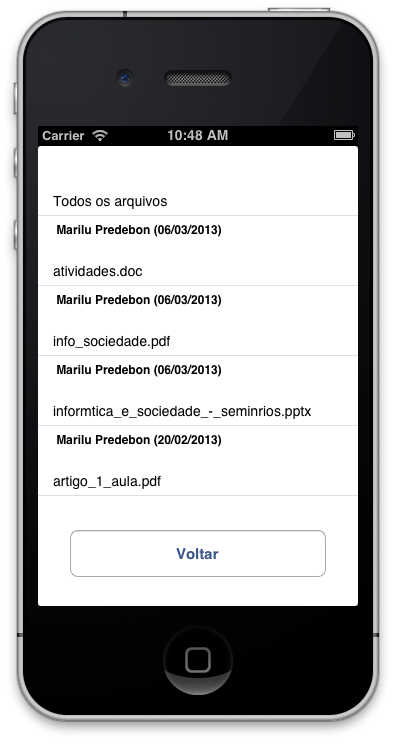 Carrier 10:48 AM
Todos os arquivos
Marilu Predebon (06/03/2013)
atividades.doc
Marilu Predebon (06/03/2013)
info_sociedade.pdf
Marilu Predebon (06/03/2013)
informtica_e_sociedade_-_seminrios.pptx
Marilu Predebon (20/02/2013)
artigo_1_aula.pdf
Voltar